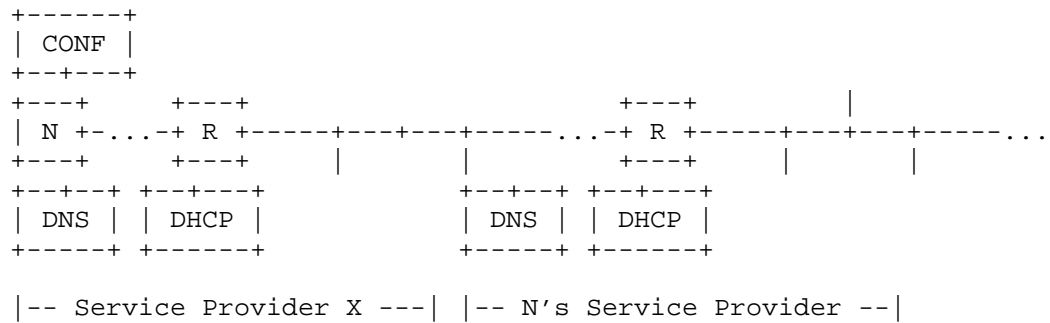 +------+
| CONF |
+--+---+
+---+      +---+                       +---+             |
| N +-...-+ R +-----+---+---+-----...-+ R +-----+---+---+-----...
+---+      +---+      |       |         +---+      |       |
+--+--+ +--+---+             +--+--+ +--+---+
| DNS | | DHCP |             | DNS | | DHCP |
+-----+ +------+             +-----+ +------+
|-- Service Provider X ---| |-- N's Service Provider --|